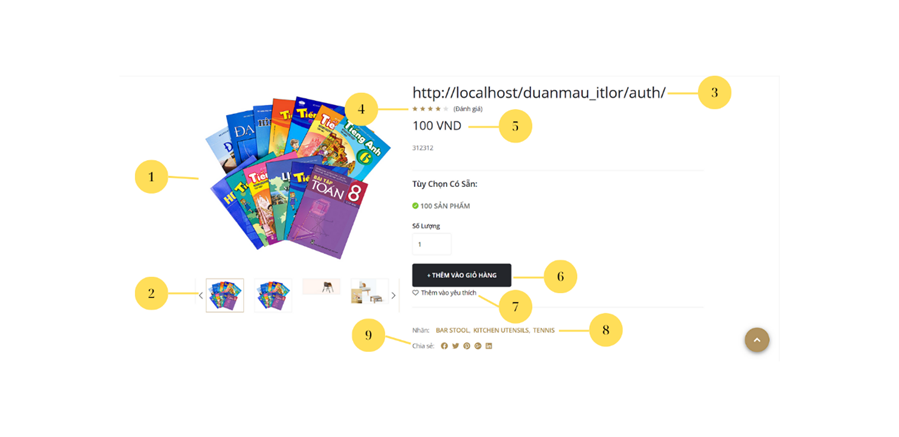 http://localhost/duanmau_itlor/auth/
3
4
(Đánh giá)
100 VND
5
312312
1
Tiếng Anh 6
BÀI TẬP
TOÁN 8
Tùy Chọn Có Sẵn:
100 SẢN PHẨM
Số Lượng
1
+ THÊM VÀO GIỎ HÀNG
6
2
Thêm vào yêu thích
7
Nhãn: BAR STOOL, KITCHEN UTENSILS, TENNIS
8
9
Chia sẻ: